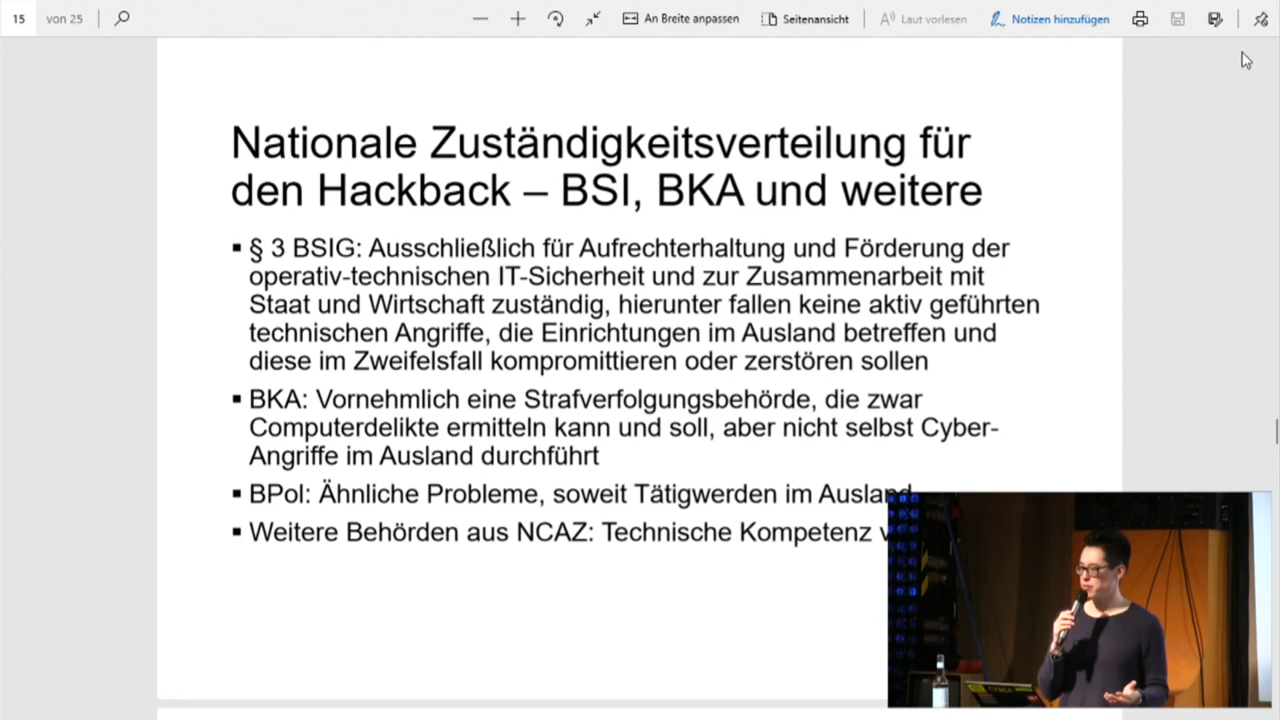 15 von 25 An Breite anpassen Seitenansicht Laut vorlesen Notizen hinzufügen
Nationale Zuständigkeitsverteilung für
den Hackback – BSI, BKA und weitere
▪ § 3 BSIG: Ausschließlich für Aufrechterhaltung und Förderung der
operativ-technischen IT-Sicherheit und zur Zusammenarbeit mit
Staat und Wirtschaft zuständig, hierunter fallen keine aktiv geführten
technischen Angriffe, die Einrichtungen im Ausland betreffen und
diese im Zweifelsfall kompromittieren oder zerstören sollen
▪ BKA: Vornehmlich eine Strafverfolgungsbehörde, die zwar
Computerdelikte ermitteln kann und soll, aber nicht selbst Cyber-
Angriffe im Ausland durchführt
▪ BPol: Ähnliche Probleme, soweit Tätigwerden im Ausland
▪ Weitere Behörden aus NCAZ: Technische Kompetenz